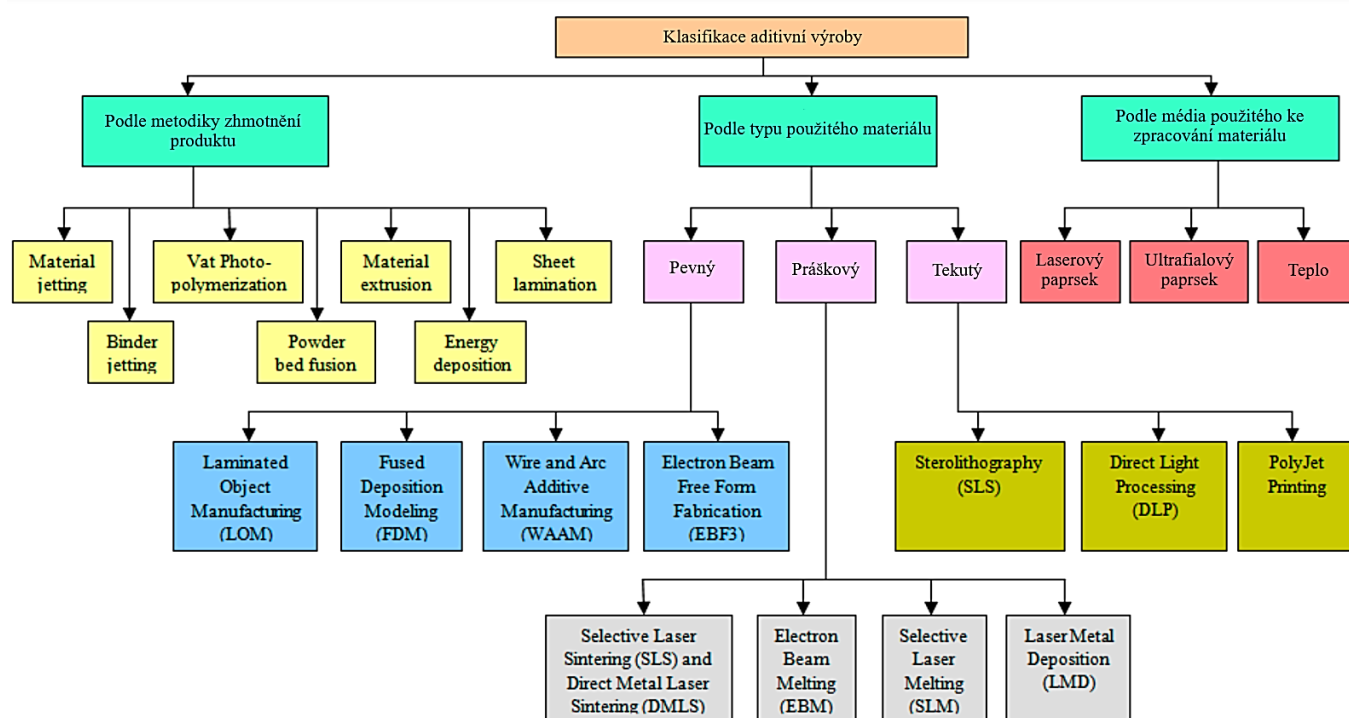 Klasifikace aditivní výroby
Podle metodiky zhmotnění
produktu
Podle typu použitého materiálu
Podle média použitého ke
zpracování materiálu
Material
jetting
Vat Photo-
polymerization
Material
extrusion
Sheet
lamination
Binder
jetting
Powder
bed fusion
Energy
deposition
Pevný
Práškový
Tekutý
Laserový
paprsek
Ultrafialový
paprsek
Teplo
Laminated
Object
Manufacturing
(LOM)
Fused
Deposition
Modeling
(FDM)
Wire and Arc
Additive
Manufacturing
(WAAM)
Electron Beam
Free Form
Fabrication
(EBF3)
Sterolithography
(SLS)
Direct Light
Processing
(DLP)
PolyJet
Printing
Selective Laser
Sintering (SLS) and
Direct Metal Laser
Sintering (DMLS)
Electron
Beam
Melting
(EBM)
Selective
Laser
Melting
(SLM)
Laser Metal
Deposition
(LMD)